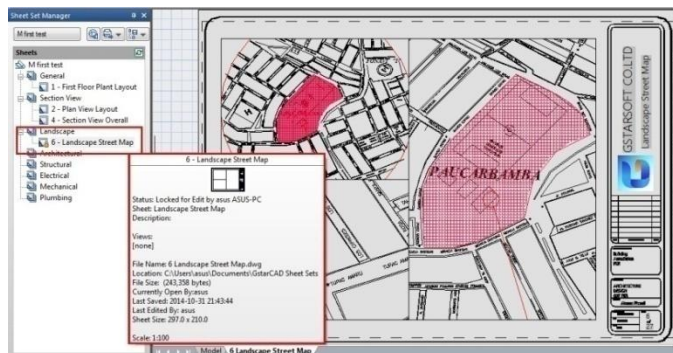 Sheet Set Manager
M first test
Sheets
M first test
General
1 - First Floor Plant Layout
Section View
2 - Plan View Layout
4 - Section View Overall
Landscape
6 - Landscape Street Map
Architectural
Structural
Electrical
Mechanical
Plumbing
6 - Landscape Street Map
Status: Locked for Edit by asus ASUS-PC
Sheet: Landscape Street Map
Description:
Views:
[none]
File Name: 6 Landscape Street Map.dwg
Location: C:\Users\asus\Documents\GstarCAD Sheet Sets
File Size: (243,358 bytes)
Currently Open By:asus
Last Saved: 2014-10-31 21:43:44
Last Edited By: asus
Sheet Size: 297.0 x 210.0
Scale: 1:100
PAUCARBAMBA
GSTARSOFT CO.LTD
Landscape Street Map
Model
6 Landscape Street Map